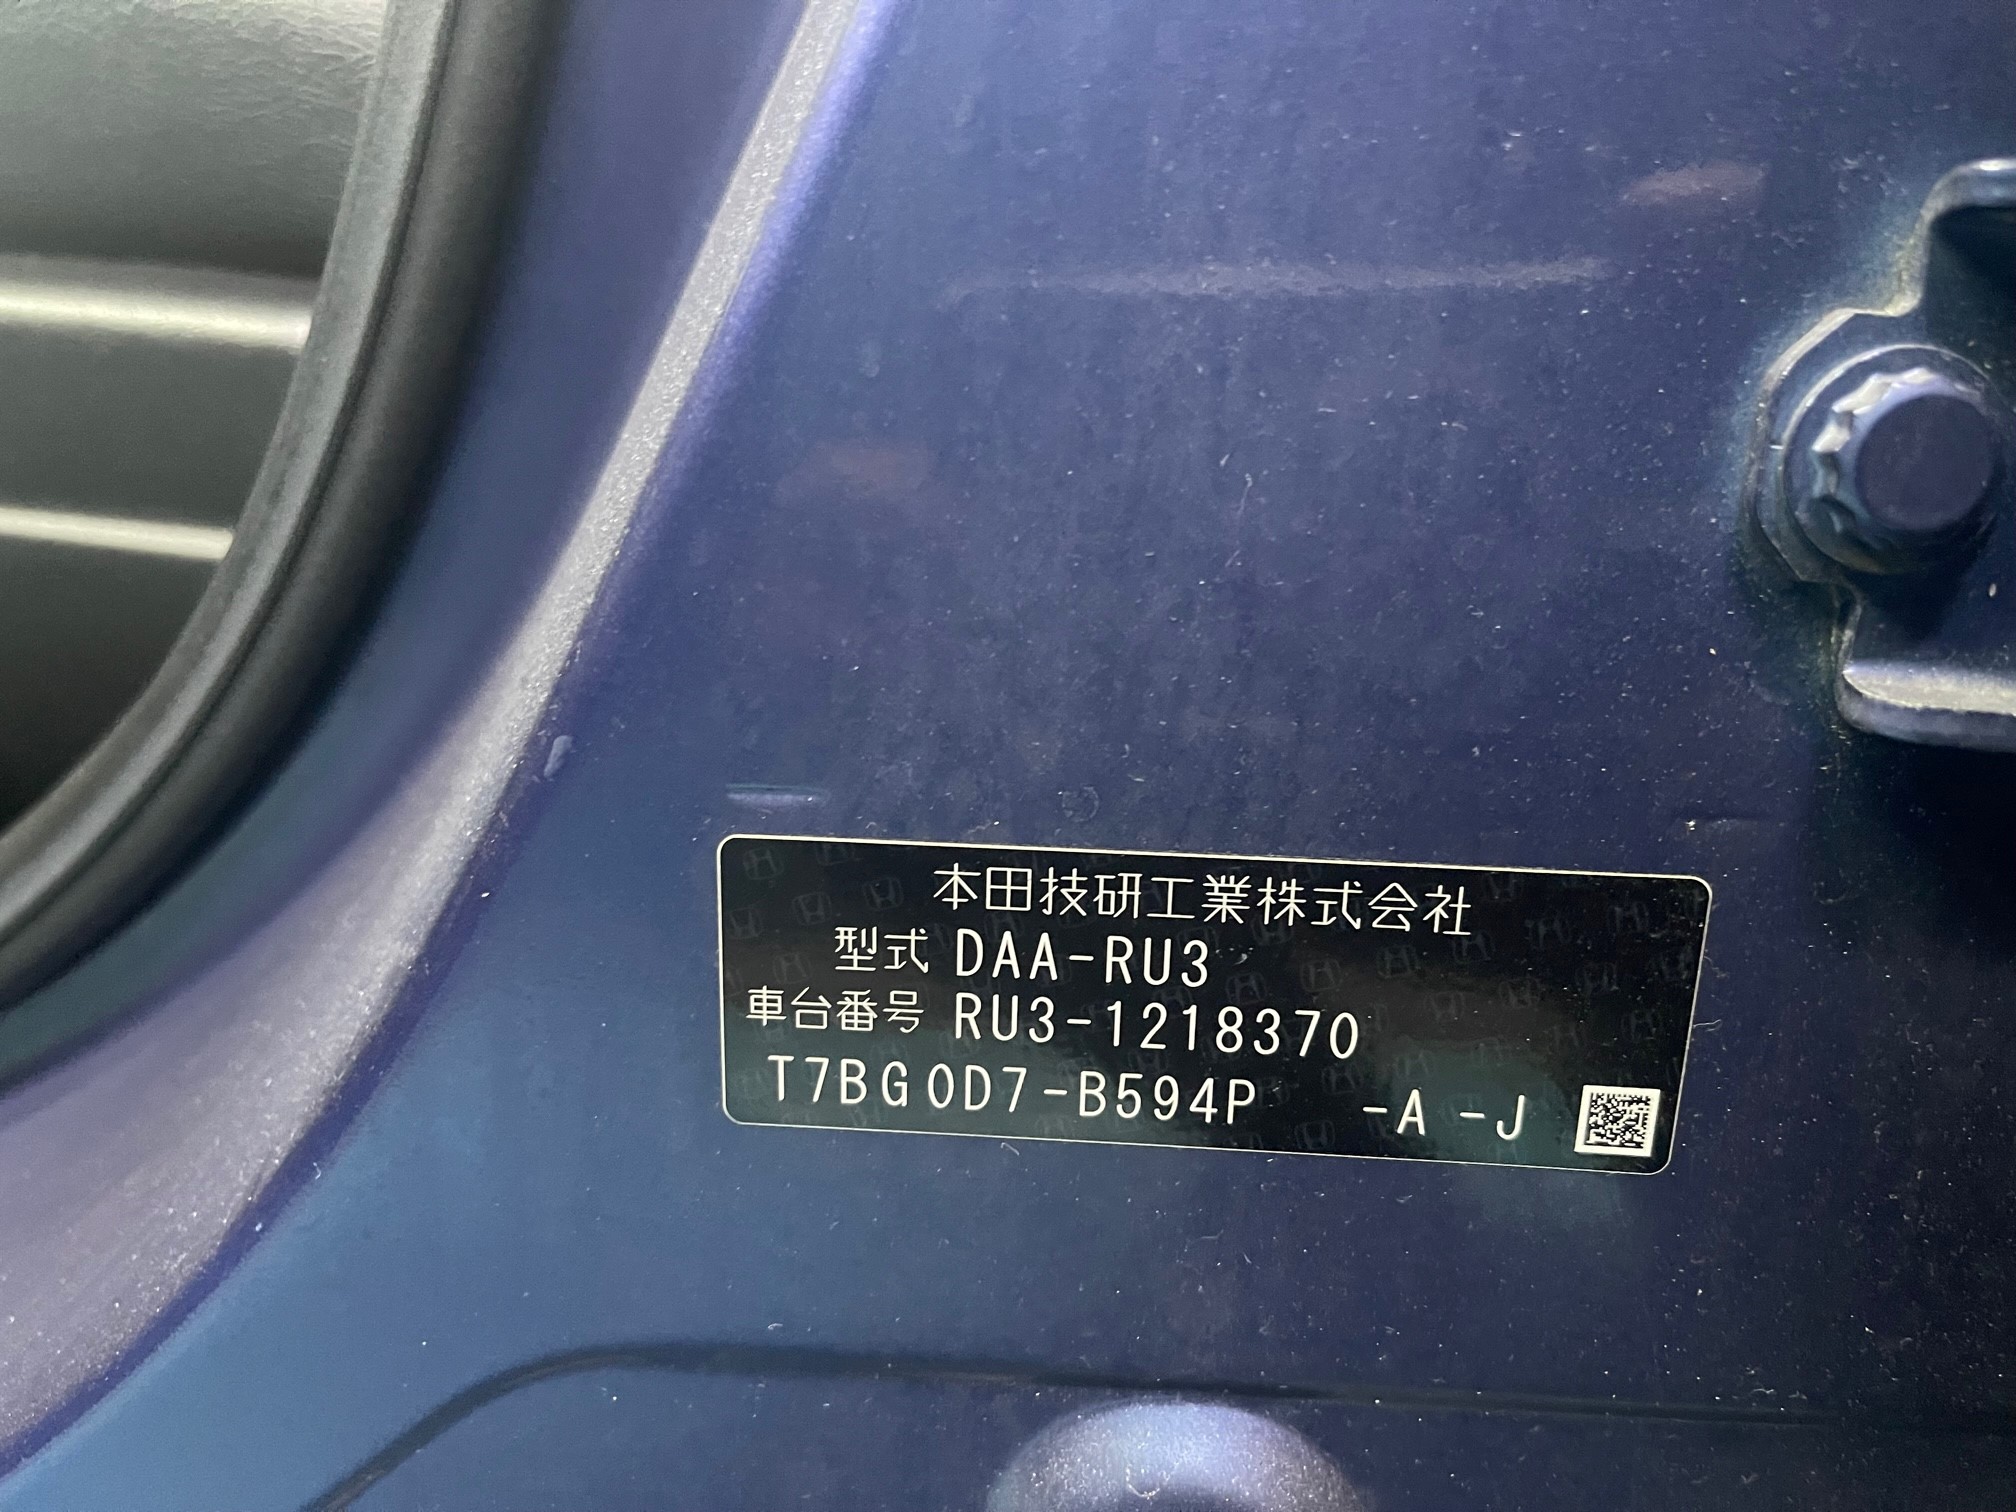 本田技研工業株式会社
型式 DAA-RU3
車台番号 RU3-1218370
T7BG0D7-B594P -A -J